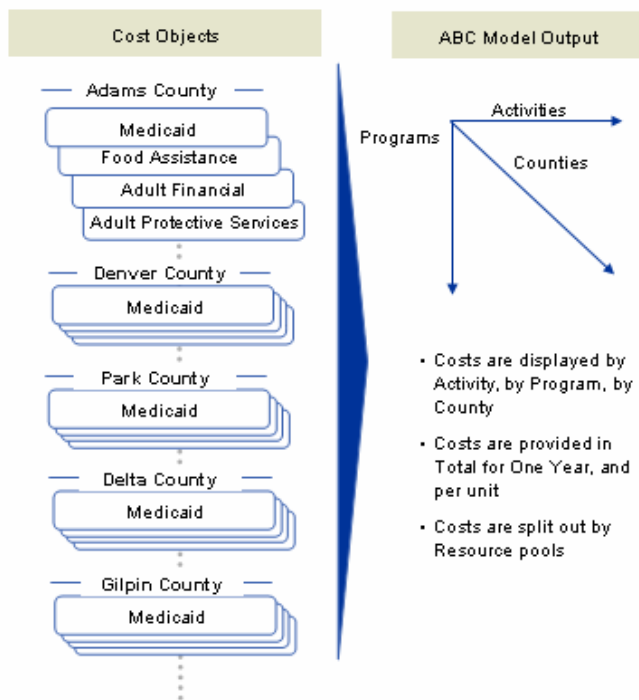 Cost Objects
Adams County
Medicaid
Food Assistance
Adult Financial
Adult Protective Services
Denver County
Medicaid
Park County
Medicaid
Delta County
Medicaid
Gilpin County
Medicaid
ABC Model Output
Activities
Programs
Counties
• Costs are displayed by
Activity, by Program, by
County
• Costs are provided in
Total for One Year, and
per unit
• Costs are split out by
Resource pools